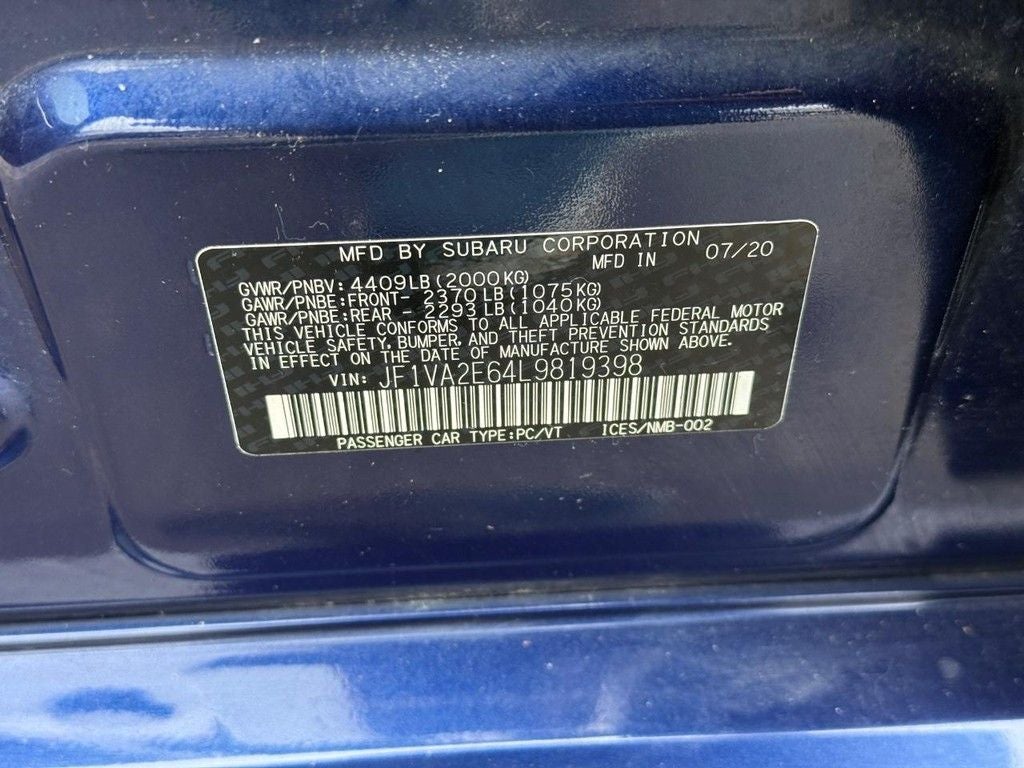 MFD BY SUBARU CORPORATION
MFD IN 07/20
GVWR/PNBV: 4409LB(2000KG)
GAWR/PNBE:FRONT- 2370LB(1075KG)
GAWR/PNBE:REAR - 2293LB(1040KG)
THIS VEHICLE CONFORMS TO ALL APPLICABLE FEDERAL MOTOR
VEHICLE SAFETY, BUMPER, AND THEFT PREVENTION STANDARDS
IN EFFECT ON THE DATE OF MANUFACTURE SHOWN ABOVE.
VIN: JF1VA2E64L9819398
PASSENGER CAR TYPE:PC/VT ICES/NMB-002